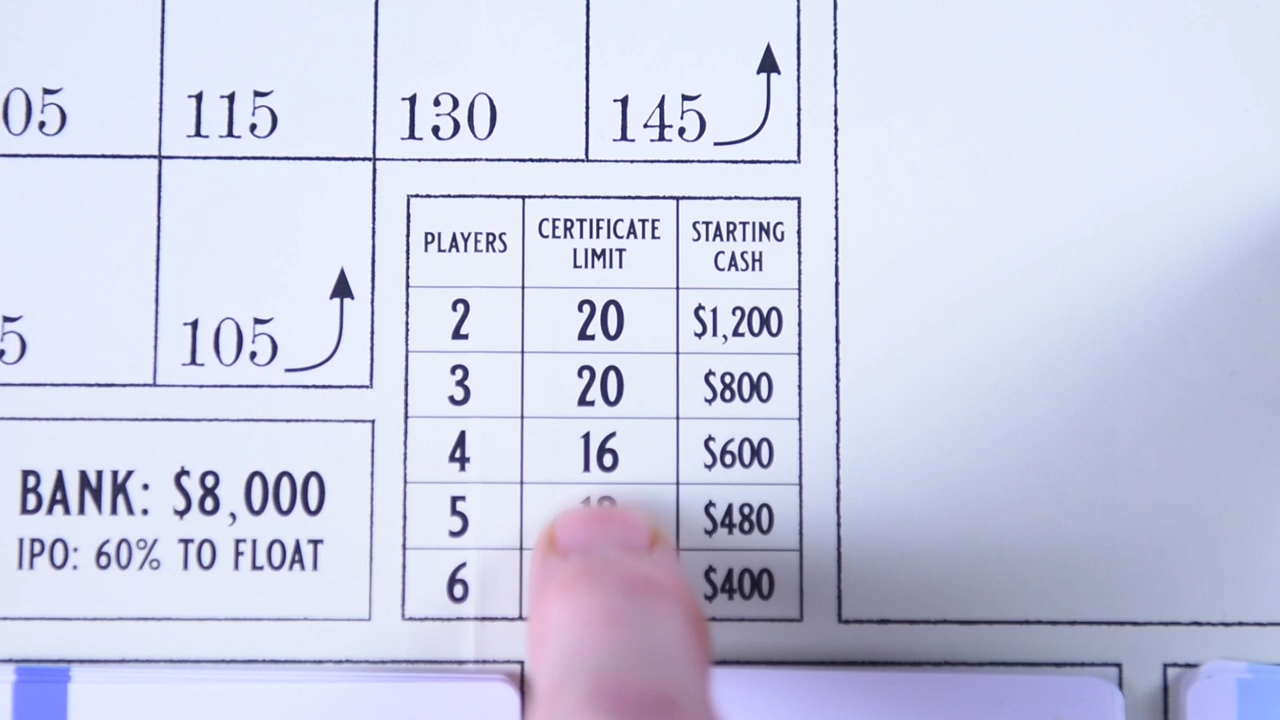 05 115 130 145
5 105
PLAYERS CERTIFICATE LIMIT STARTING CASH
2 20 $1,200
3 20 $800
4 16 $600
5 $480
6 $400
BANK: $8,000
IPO: 60% TO FLOAT